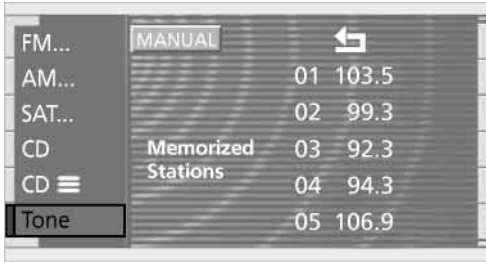 FM...
AM...
SAT...
CD
CD
Tone
MANUAL
Memorized
Stations
01 103.5
02 99.3
03 92.3
04 94.3
05 106.9